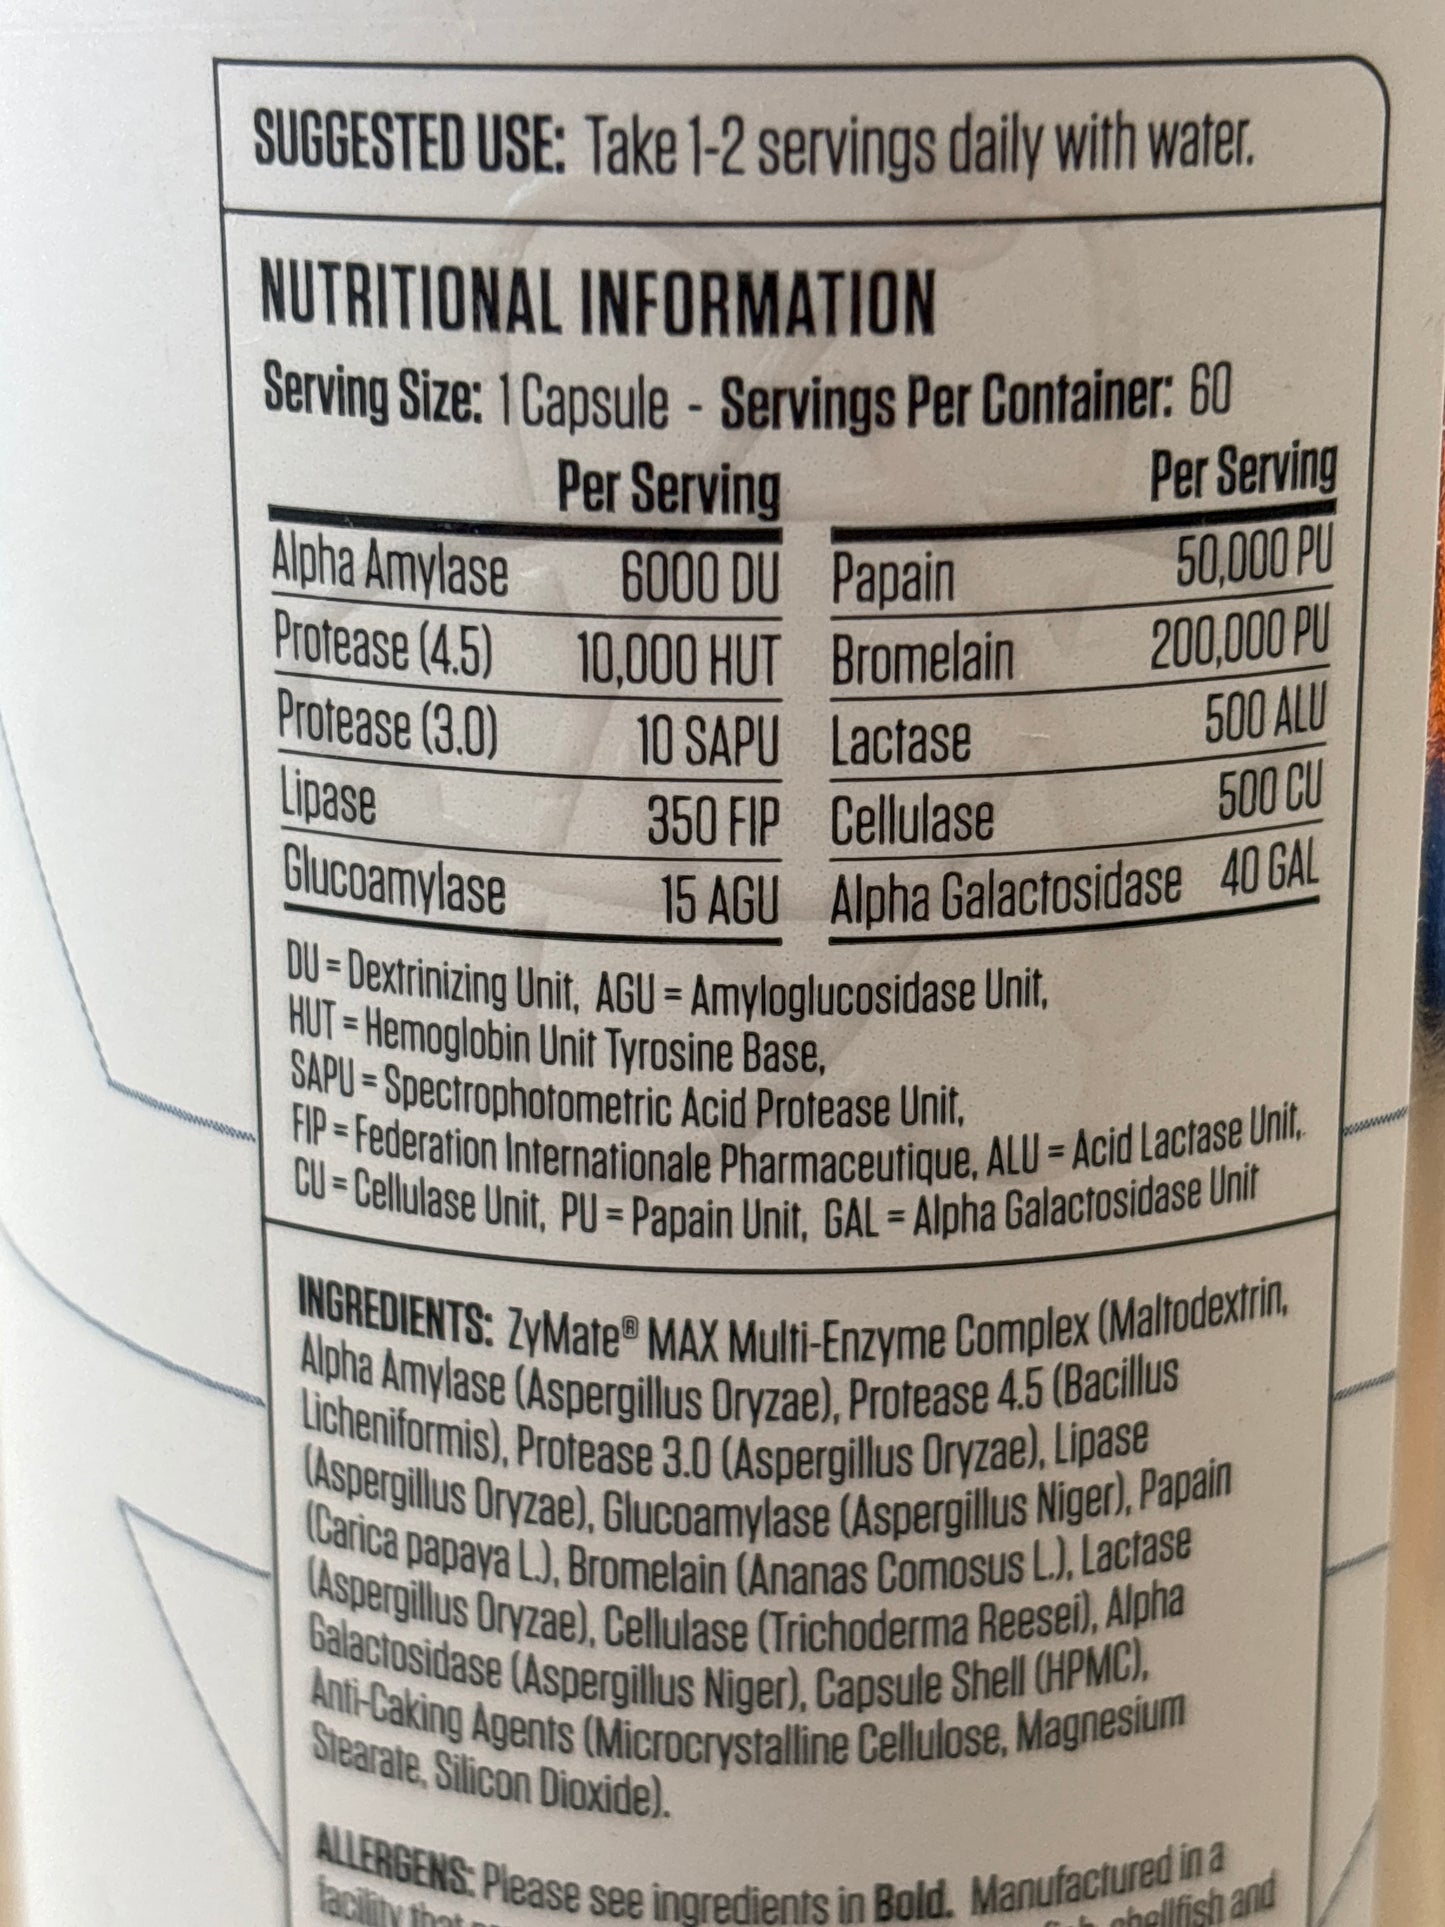 SUGGESTED USE: Take 1-2 servings daily with water.
NUTRITIONAL INFORMATION
Serving Size: 1 Capsule - Servings Per Container: 60
Per Serving
Alpha Amylase 6000 DU
Protease (4.5) 10,000 HUT
Protease (3.0) 10 SAPU
Lipase 350 FIP
Glucoamylase 15 AGU
Per Serving
Papain 50,000 PU
Bromelain 200,000 PU
Lactase 500 ALU
Cellulase 500 CU
Alpha Galactosidase 40 GAL
DU = Dextrinizing Unit, AGU = Amyloglucosidase Unit,
HUT = Hemoglobin Unit Tyrosine Base,
SAPU = Spectrophotometric Acid Protease Unit,
FIP = Federation Internationale Pharmaceutique, ALU = Acid Lactase Unit,
CU = Cellulase Unit, PU = Papain Unit, GAL = Alpha Galactosidase Unit
INGREDIENTS: ZyMate® MAX Multi-Enzyme Complex (Maltodextrin,
Alpha Amylase (Aspergillus Oryzae), Protease 4.5 (Bacillus
Licheniformis), Protease 3.0 (Aspergillus Oryzae), Lipase
(Aspergillus Oryzae), Glucoamylase (Aspergillus Niger), Papain
(Carica papaya L.), Bromelain (Ananas Comosus L.), Lactase
(Aspergillus Oryzae), Cellulase (Trichoderma Reesei), Alpha
Galactosidase (Aspergillus Niger), Capsule Shell (HPMC),
Anti-Caking Agents (Microcrystalline Cellulose, Magnesium
Stearate, Silicon Dioxide).
ALLERGENS: Please see ingredients in Bold. Manufactured in a
facility that shellfish and